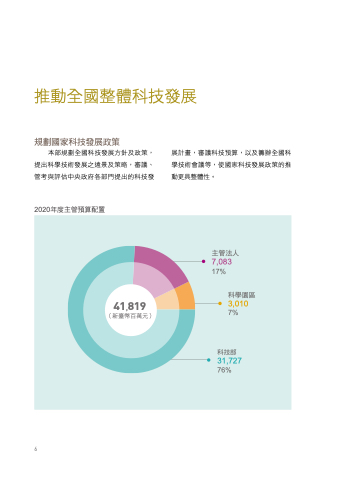 推動全國整體科技發展
規劃國家科技發展政策
本部規劃全國科技發展方針及政策，
提出科學技術發展之遠景及策略，審議、
管考與評估中央政府各部門提出的科技發
展計畫，審議科技預算，以及籌辦全國科
學技術會議等，使國家科技發展政策的推
動更具整體性。
2020年度主管預算配置
主管法人
7,083
17%
科學園區
3,010
7%
41,819
（新臺幣百萬元）
科技部
31,727
76%
6